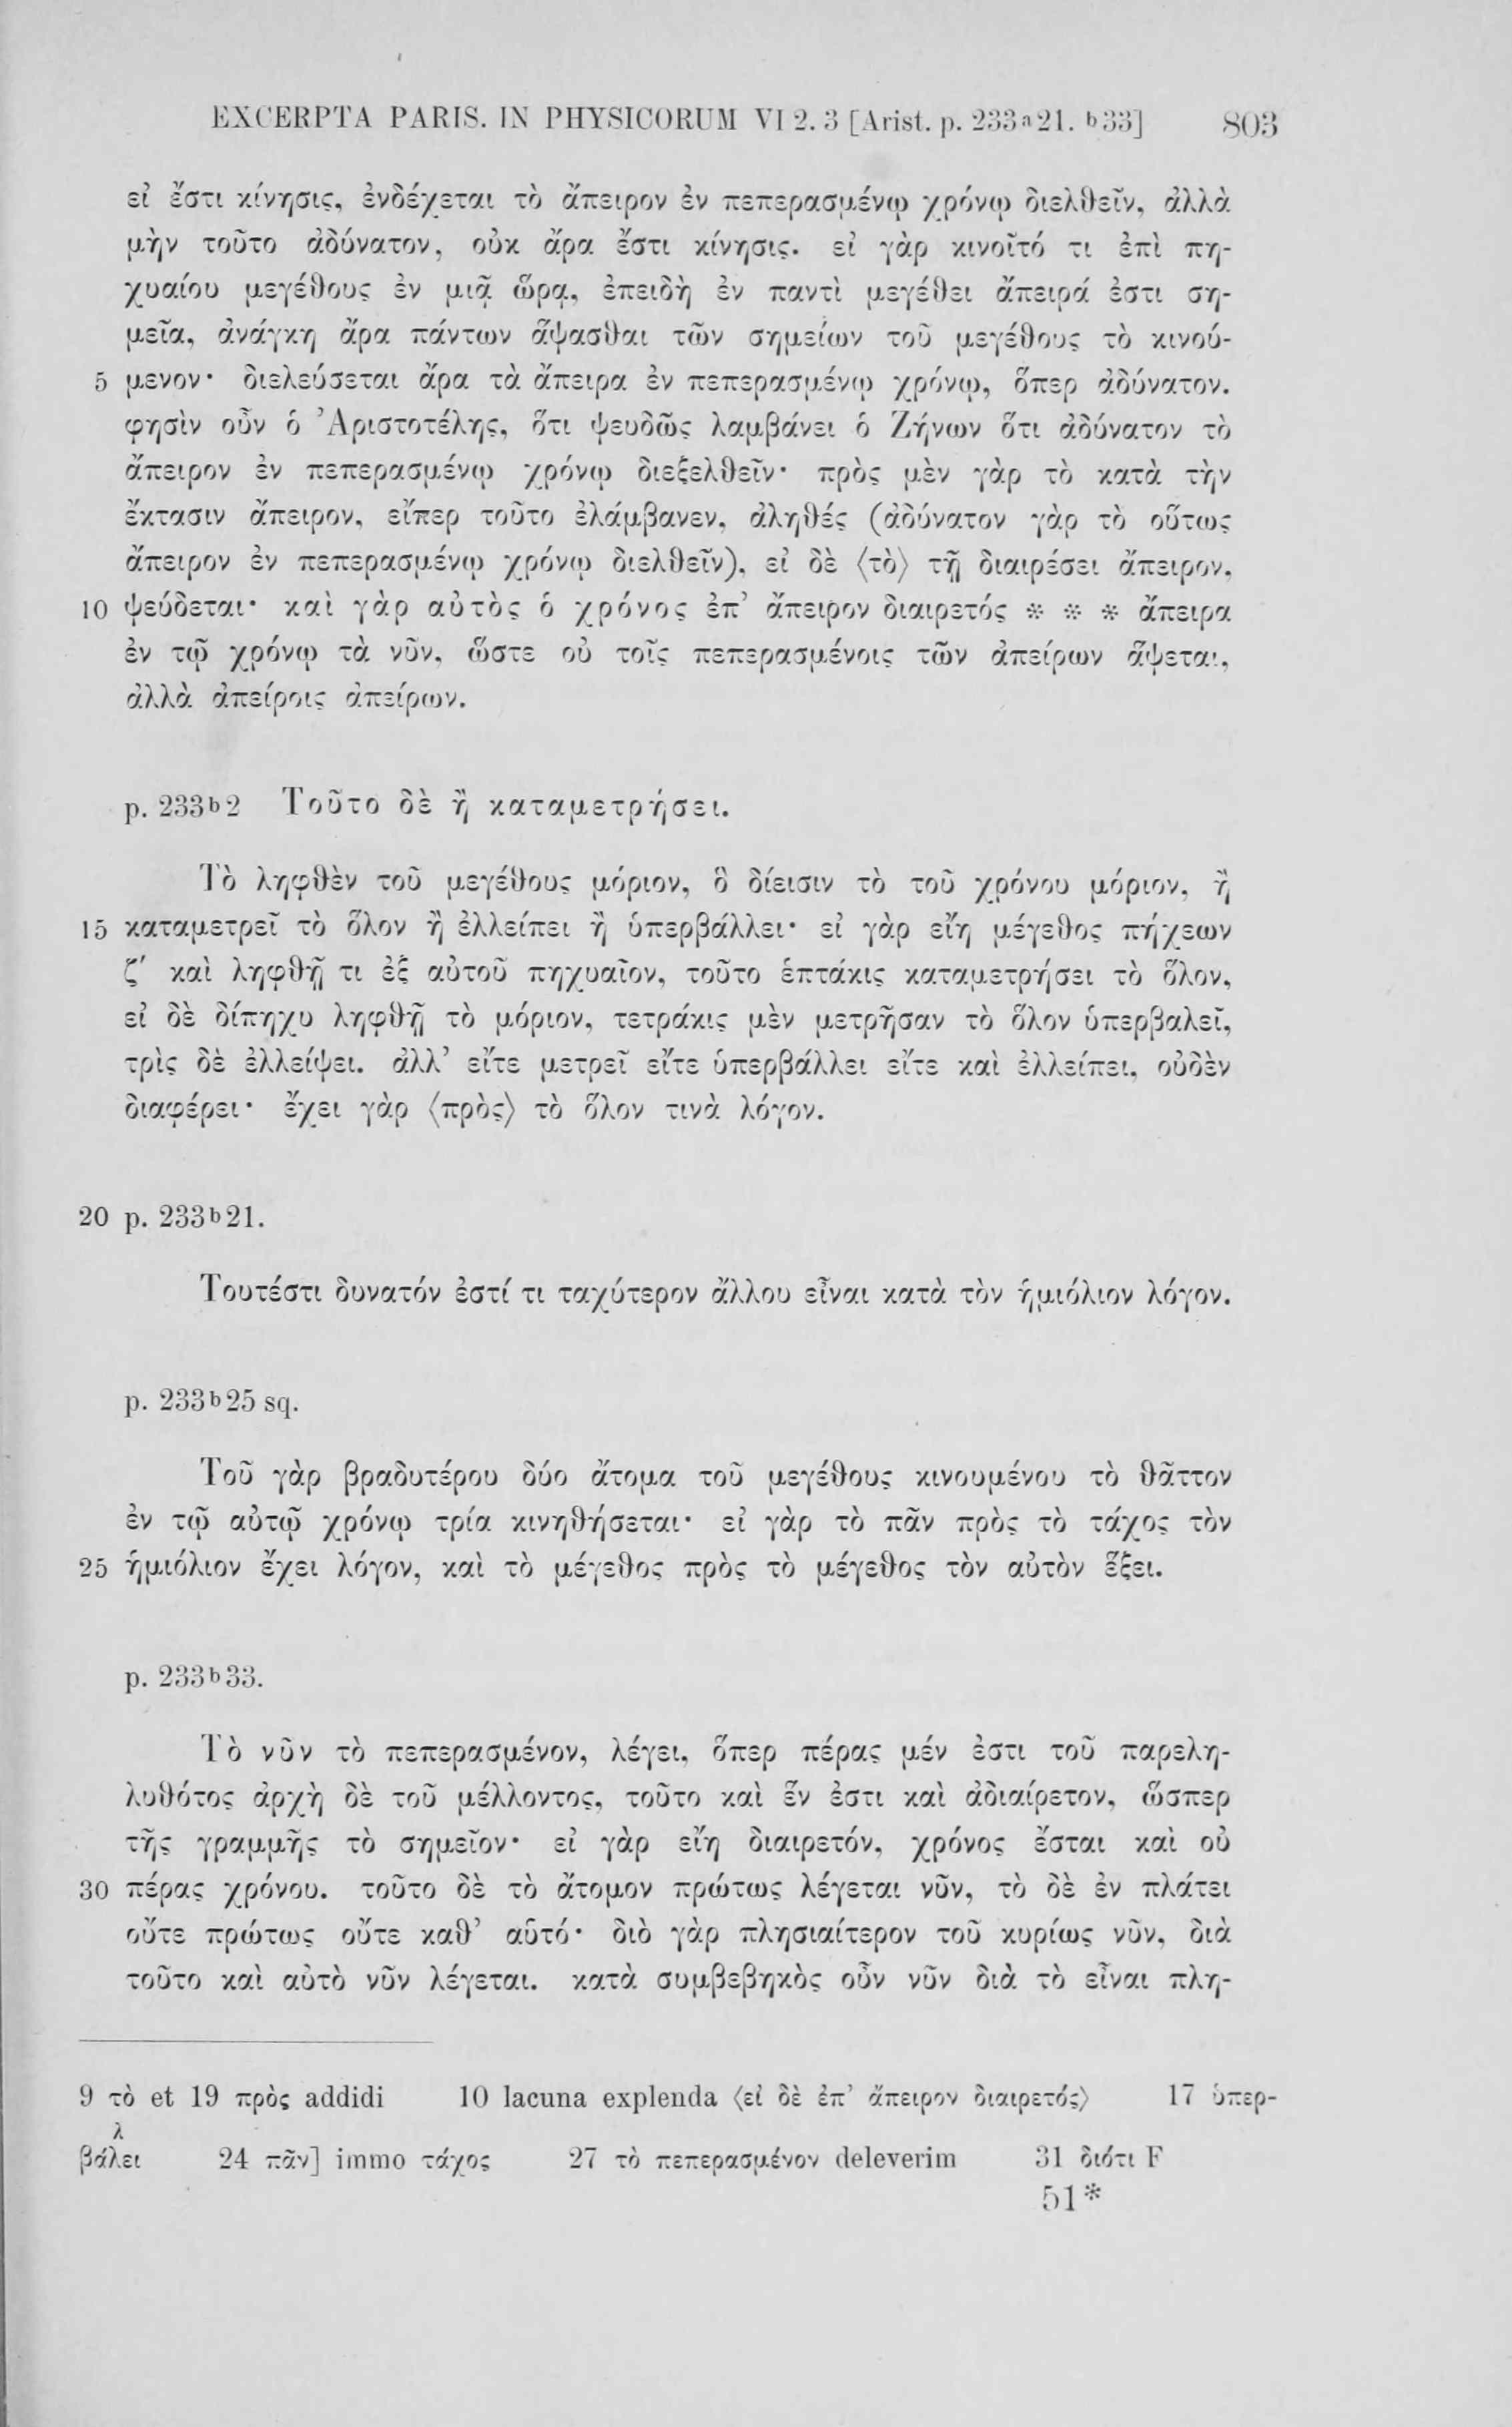 EXCERPTA PARIS. IN PHYSICORUM VI 2. 3 [Arist. p. 233ᵃ21. ᵇ33] 803
εἰ ἔστι κίνησις, ἐνδέχεται τὸ ἄπειρον ἐν πεπερασμένῳ χρόνῳ διελθεῖν, ἀλλὰ
μὴν τοῦτο ἀδύνατον, οὐκ ἄρα ἔστι κίνησις. εἰ γὰρ κινοῖτό τι ἐπὶ πη-
χυαίου μεγέθους ἐν μιᾷ ὥρᾳ, ἐπειδὴ ἐν παντὶ μεγέθει ἄπειρά ἐστι ση-
μεῖα, ἀνάγκη ἄρα πάντων ἅψασθαι τῶν σημείων τοῦ μεγέθους τὸ κινού-
5 μενον· διελεύσεται ἄρα τὰ ἄπειρα ἐν πεπερασμένῳ χρόνῳ, ὅπερ ἀδύνατον.
φησὶν οὖν ὁ Ἀριστοτέλης, ὅτι ψευδῶς λαμβάνει ὁ Ζήνων ὅτι ἀδύνατον τὸ
ἄπειρον ἐν πεπερασμένῳ χρόνῳ διεξελθεῖν· πρὸς μὲν γὰρ τὸ κατὰ τὴν
ἔκτασιν ἄπειρον, εἴπερ τοῦτο ἐλάμβανεν, ἀληθές (ἀδύνατον γὰρ τὸ οὕτως
ἄπειρον ἐν πεπερασμένῳ χρόνῳ διελθεῖν), εἰ δὲ ⟨τὸ⟩ τῇ διαιρέσει ἄπειρον,
10 ψεύδεται· καὶ γὰρ αὐτὸς ὁ χρόνος ἐπ’ ἄπειρον διαιρετός * * * ἄπειρα
ἐν τῷ χρόνῳ τὰ νῦν, ὥστε οὐ τοῖς πεπερασμένοις τῶν ἀπείρων ἅψεται,
ἀλλὰ ἀπείροις ἀπείρων.
p. 233ᵇ2 Τοῦτο δὲ ἢ καταμετρήσει.
Τὸ ληφθὲν τοῦ μεγέθους μόριον, ὃ δίεισιν τὸ τοῦ χρόνου μόριον, ἢ
15 καταμετρεῖ τὸ ὅλον ἢ ἐλλείπει ἢ ὑπερβάλλει· εἰ γὰρ εἴη μέγεθος πήχεων
ζ′ καὶ ληφθῇ τι ἐξ αὐτοῦ πηχυαῖον, τοῦτο ἑπτάκις καταμετρήσει τὸ ὅλον,
εἰ δὲ δίπηχυ ληφθῇ τὸ μόριον, τετράκις μὲν μετρῆσαν τὸ ὅλον ὑπερβαλεῖ,
τρὶς δὲ ἐλλείψει. ἀλλ’ εἴτε μετρεῖ εἴτε ὑπερβάλλει εἴτε καὶ ἐλλείπει, οὐδὲν
διαφέρει· ἔχει γὰρ ⟨πρὸς⟩ τὸ ὅλον τινὰ λόγον.
20 p. 233ᵇ21.
Τουτέστι δυνατόν ἐστί τι ταχύτερον ἄλλου εἶναι κατὰ τὸν ἡμιόλιον λόγον.
p. 233ᵇ25 sq.
Τοῦ γὰρ βραδυτέρου δύο ἄτομα τοῦ μεγέθους κινουμένου τὸ θᾶττον
ἐν τῷ αὐτῷ χρόνῳ τρία κινηθήσεται· εἰ γὰρ τὸ πᾶν πρὸς τὸ τάχος τὸν
25 ἡμιόλιον ἔχει λόγον, καὶ τὸ μέγεθος πρὸς τὸ μέγεθος τὸν αὐτὸν ἕξει.
p. 233ᵇ33.
Τὸ νῦν τὸ πεπερασμένον, λέγει, ὅπερ πέρας μέν ἐστι τοῦ παρελη-
λυθότος ἀρχὴ δὲ τοῦ μέλλοντος, τοῦτο καὶ ἕν ἐστι καὶ ἀδιαίρετον, ὥσπερ
τῆς γραμμῆς τὸ σημεῖον· εἰ γὰρ εἴη διαιρετόν, χρόνος ἔσται καὶ οὐ
30 πέρας χρόνου. τοῦτο δὲ τὸ ἄτομον πρώτως λέγεται νῦν, τὸ δὲ ἐν πλάτει
οὔτε πρώτως οὔτε καθ’ αὑτό· διὸ γὰρ πλησιαίτερον τοῦ κυρίως νῦν, διὰ
τοῦτο καὶ αὐτὸ νῦν λέγεται. κατὰ συμβεβηκὸς οὖν νῦν διὰ τὸ εἶναι πλη-
9 τὸ et 19 πρὸς addidi 10 lacuna explenda ⟨εἰ δὲ ἐπ’ ἄπειρον διαιρετός⟩ 17 ὑπερ-
λ
βάλει 24 πᾶν] immo τάχος 27 τὸ πεπερασμένον deleverim 31 διότι F
51*